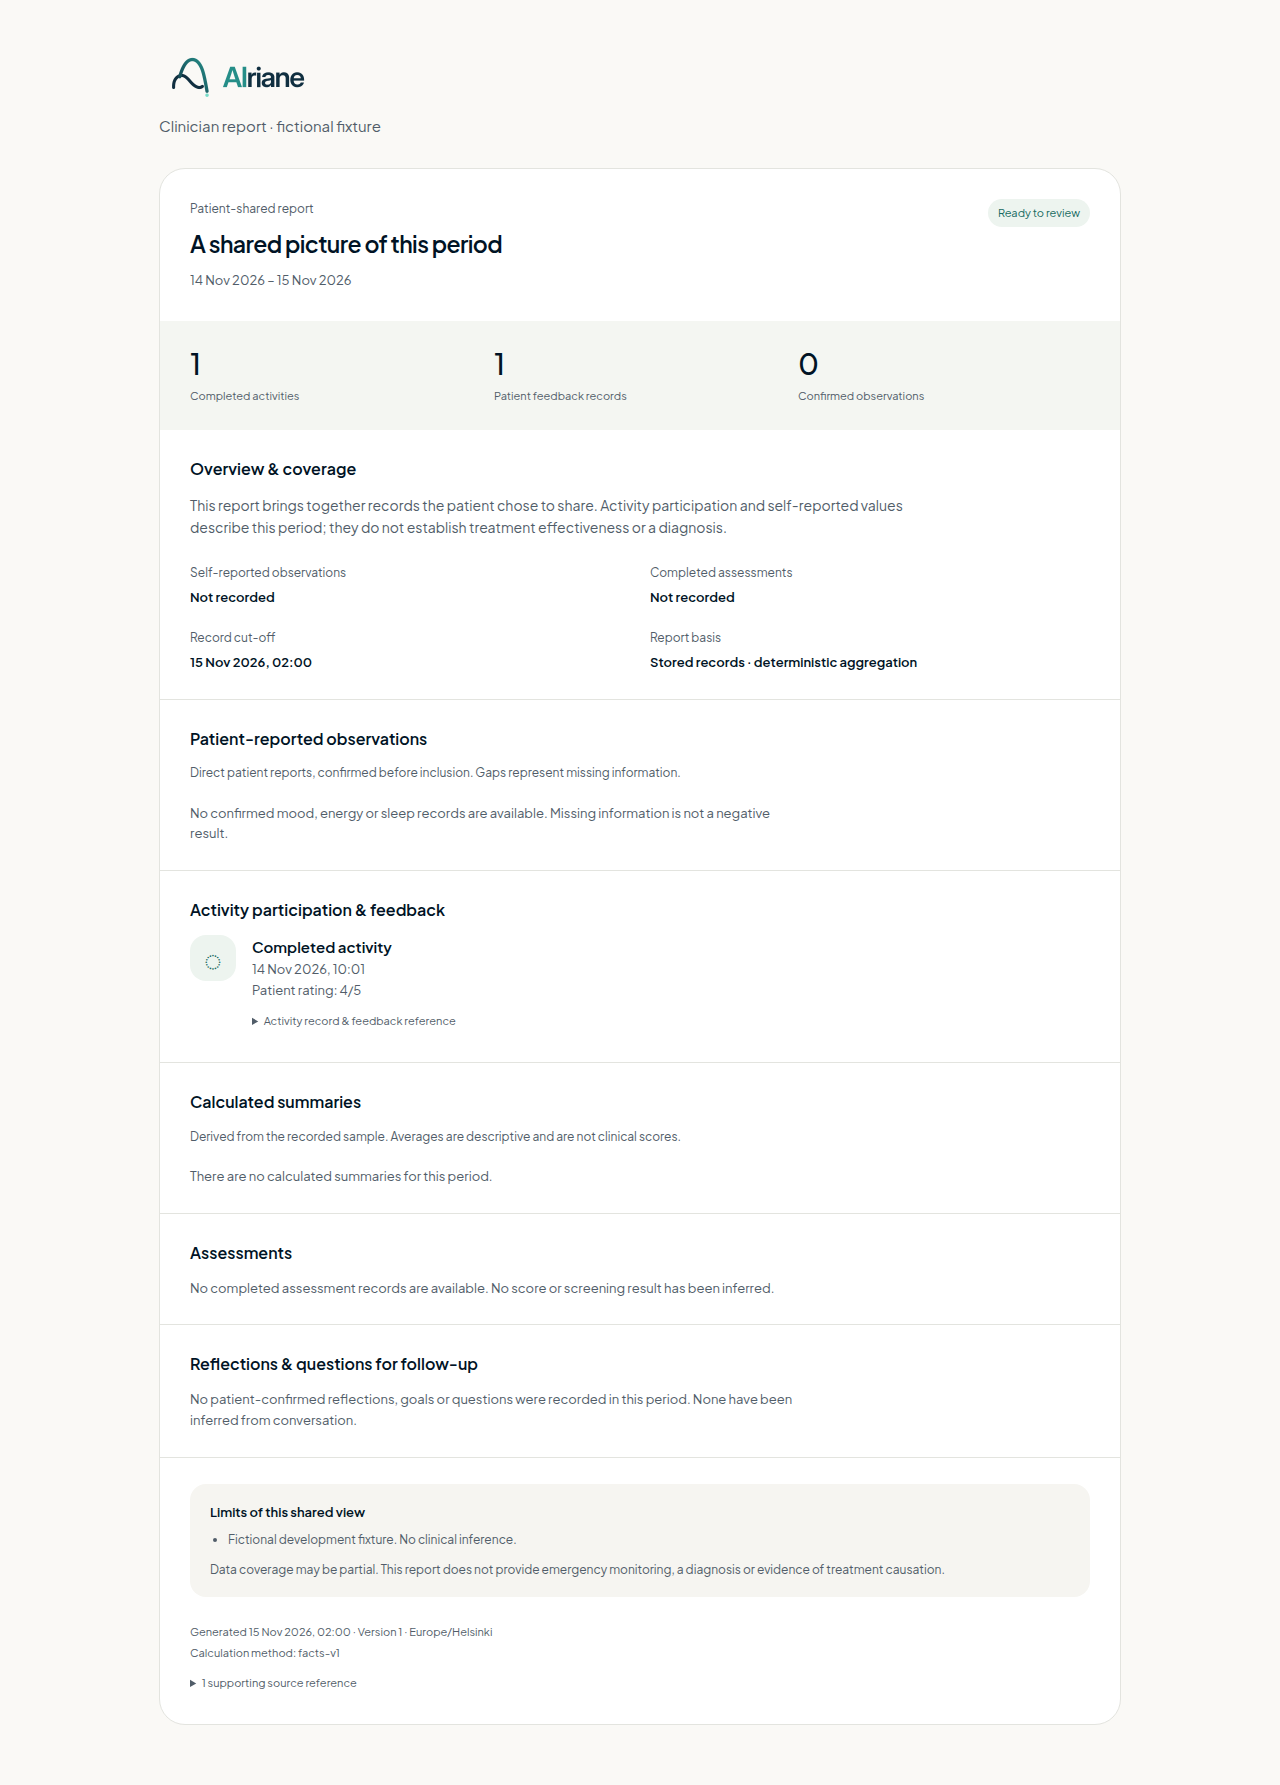 AIriane
Clinician report · fictional fixture
Patient-shared report
Ready to review
A shared picture of this period
14 Nov 2026 – 15 Nov 2026
1
Completed activities
1
Patient feedback records
0
Confirmed observations
Overview & coverage
This report brings together records the patient chose to share. Activity participation and self-reported values
describe this period; they do not establish treatment effectiveness or a diagnosis.
Self-reported observations
Not recorded
Completed assessments
Not recorded
Record cut-off
15 Nov 2026, 02:00
Report basis
Stored records · deterministic aggregation
Patient-reported observations
Direct patient reports, confirmed before inclusion. Gaps represent missing information.
No confirmed mood, energy or sleep records are available. Missing information is not a negative
result.
Activity participation & feedback
Completed activity
14 Nov 2026, 10:01
Patient rating: 4/5
Activity record & feedback reference
Calculated summaries
Derived from the recorded sample. Averages are descriptive and are not clinical scores.
There are no calculated summaries for this period.
Assessments
No completed assessment records are available. No score or screening result has been inferred.
Reflections & questions for follow-up
No patient-confirmed reflections, goals or questions were recorded in this period. None have been
inferred from conversation.
Limits of this shared view
• Fictional development fixture. No clinical inference.
Data coverage may be partial. This report does not provide emergency monitoring, a diagnosis or evidence of treatment causation.
Generated 15 Nov 2026, 02:00 · Version 1 · Europe/Helsinki
Calculation method: facts-v1
1 supporting source reference